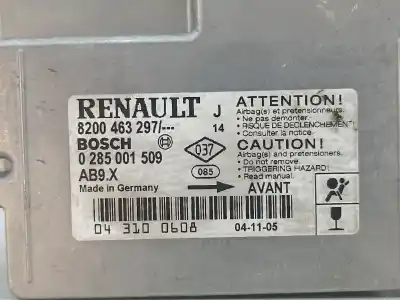 RENAULT J
8200 463 297/--- 14
BOSCH
0 285 001 509
AB9.X
Made in Germany
037
085
AVANT
ATTENTION!
Airbag(s) et pretensionneurs.
• Ne pas demonter.
• RISQUE DE DECLENCHEMENT!
• Consulter la notice.
CAUTION!
Airbag(s) and pretensioners.
• Do not remove.
• TRIGGERING HAZARD!
• Read manual.
04 310 0608
04-11-05